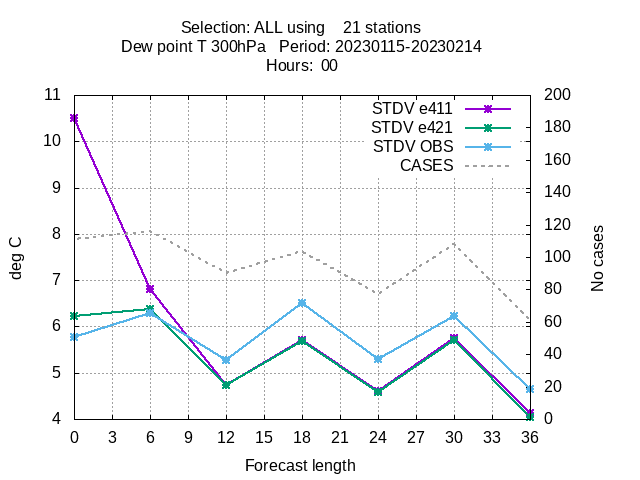 Selection: ALL using    21 stations
Dew point T 300hPa   Period: 20230115-20230214
Hours:  00
STDV e411
STDV e421
STDV OBS
CASES
11
10
9
8
7
6
5
4
200
180
160
140
120
100
80
60
40
20
0
deg C
No cases
0 3 6 9 12 15 18 21 24 27 30 33 36
Forecast length